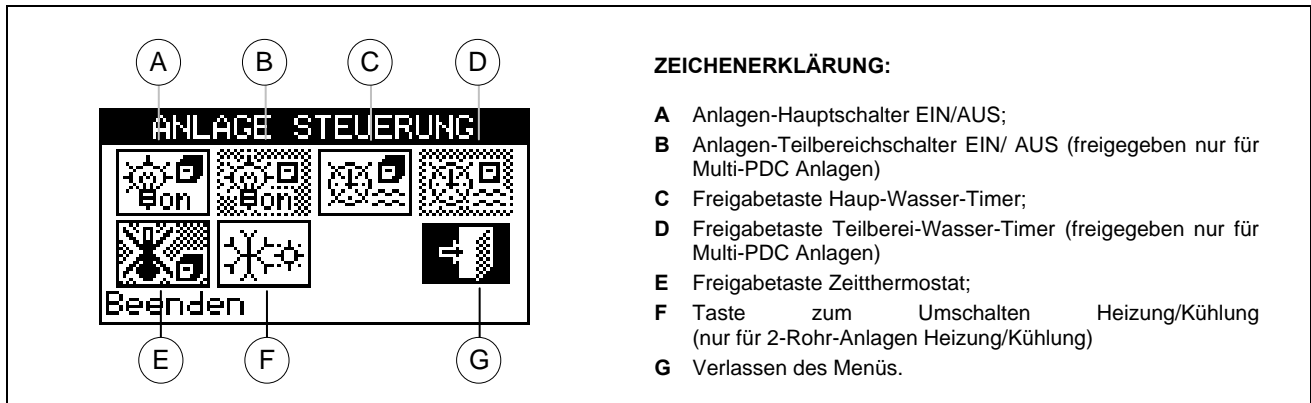 A B C D
ANLAGE STEUERUNG
on on
Beenden
E F G
ZEICHENERKLÄRUNG:
A Anlagen-Hauptschalter EIN/AUS;
B Anlagen-Teilbereichschalter EIN/ AUS (freigegeben nur für
Multi-PDC Anlagen)
C Freigabetaste Haup-Wasser-Timer;
D Freigabetaste Teilberei-Wasser-Timer (freigegeben nur für
Multi-PDC Anlagen)
E Freigabetaste Zeitthermostat;
F Taste zum Umschalten Heizung/Kühlung
(nur für 2-Rohr-Anlagen Heizung/Kühlung)
G Verlassen des Menüs.